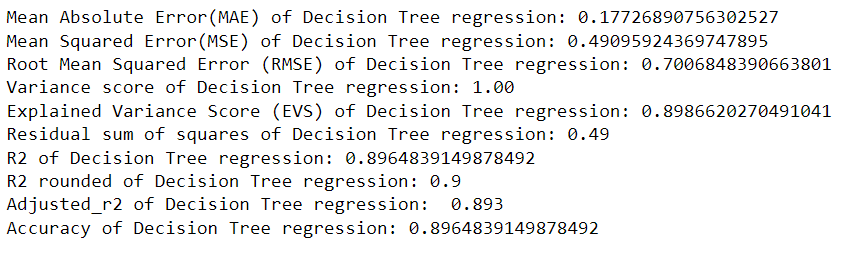 Mean Absolute Error(MAE) of Decision Tree regression: 0.17726890756302527
Mean Squared Error(MSE) of Decision Tree regression: 0.49095924369747895
Root Mean Squared Error (RMSE) of Decision Tree regression: 0.7006848390663801
Variance score of Decision Tree regression: 1.00
Explained Variance Score (EVS) of Decision Tree regression: 0.8986620270491041
Residual sum of squares of Decision Tree regression: 0.49
R2 of Decision Tree regression: 0.8964839149878492
R2 rounded of Decision Tree regression: 0.9
Adjusted_r2 of Decision Tree regression:  0.893
Accuracy of Decision Tree regression: 0.8964839149878492